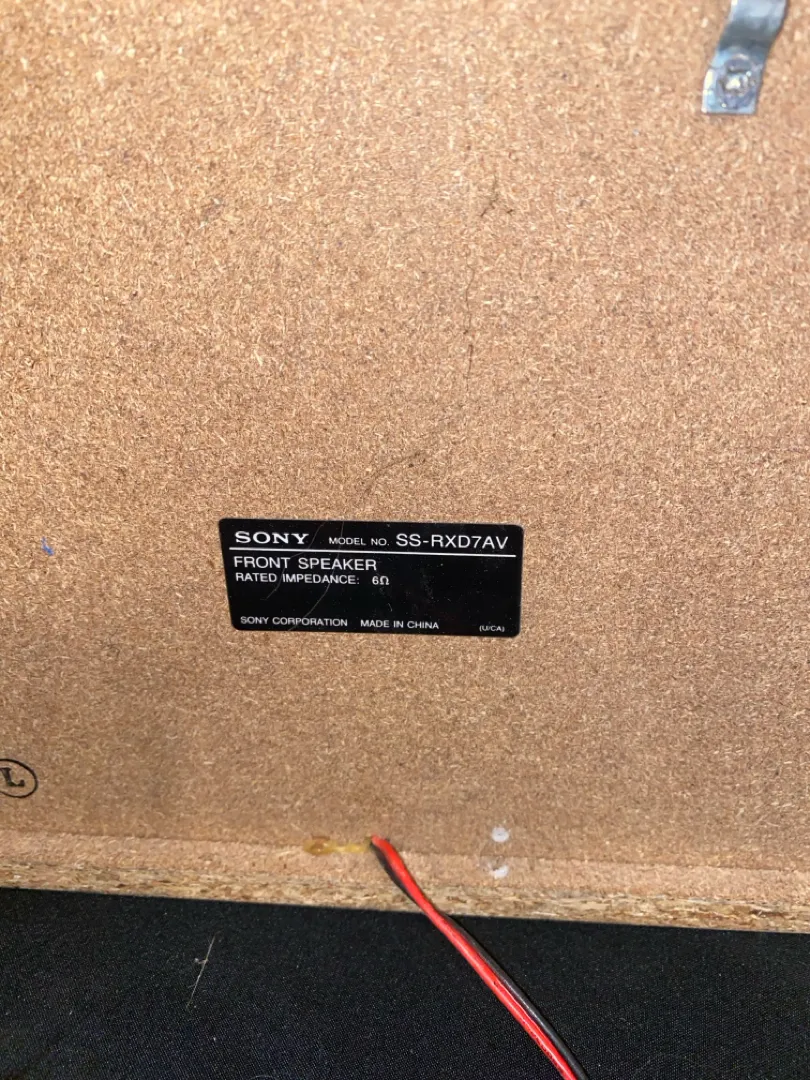 SONY MODEL NO. SS-RXD7AV
FRONT SPEAKER
RATED IMPEDANCE: 6Ω
SONY CORPORATION MADE IN CHINA (U/CA)
L